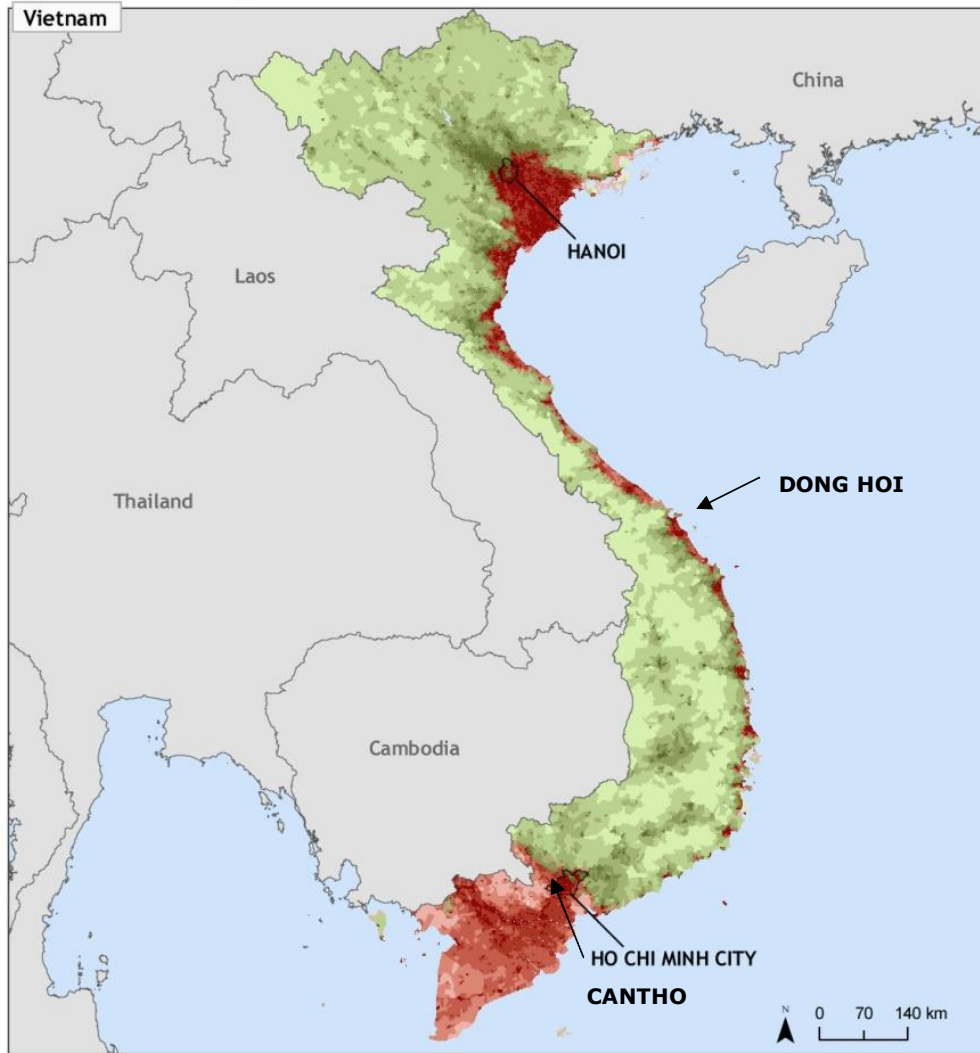 Vietnam
China
HANOI
Laos
Thailand
DONG HOI
Cambodia
HO CHI MINH CITY
CANTHO
N
0 70 140 km